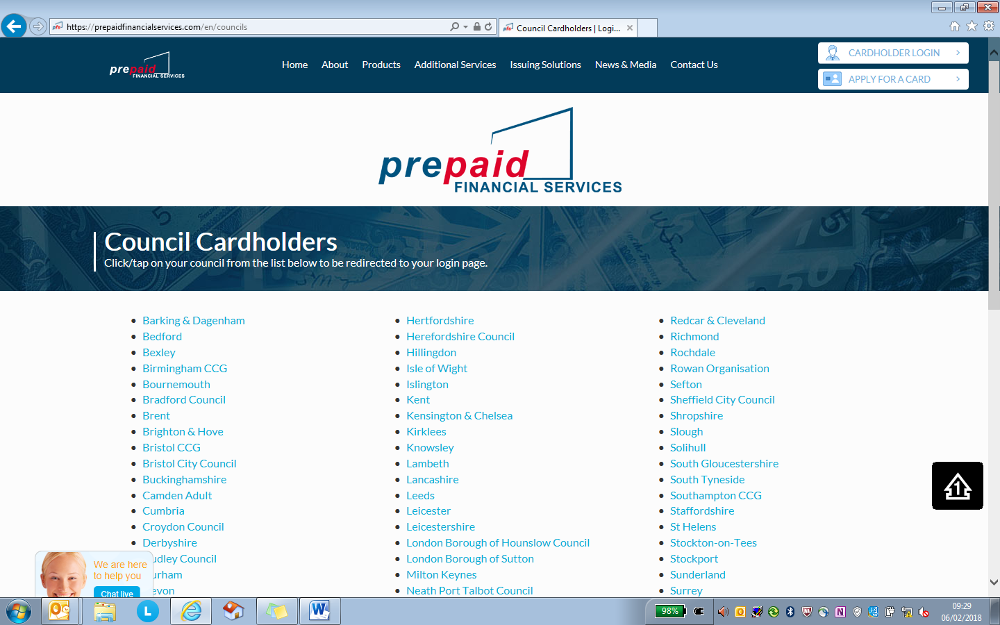 https://prepaidfinancialservices.com/en/councils
Council Cardholders | Logi...
prepaid
FINANCIAL SERVICES
Home
About
Products
Additional Services
Issuing Solutions
News & Media
Contact Us
CARDHOLDER LOGIN
APPLY FOR A CARD
prepaid
FINANCIAL SERVICES
Council Cardholders
Click/tap on your council from the list below to be redirected to your login page.
Barking & Dagenham
Bedford
Bexley
Birmingham CCG
Bournemouth
Bradford Council
Brent
Brighton & Hove
Bristol CCG
Bristol City Council
Buckinghamshire
Camden Adult
Cumbria
Croydon Council
Derbyshire
udley Council
urham
evon
Hertfordshire
Herefordshire Council
Hillingdon
Isle of Wight
Islington
Kent
Kensington & Chelsea
Kirklees
Knowsley
Lambeth
Lancashire
Leeds
Leicester
Leicestershire
London Borough of Hounslow Council
London Borough of Sutton
Milton Keynes
Neath Port Talbot Council
Redcar & Cleveland
Richmond
Rochdale
Rowan Organisation
Sefton
Sheffield City Council
Shropshire
Slough
Solihull
South Gloucestershire
South Tyneside
Southampton CCG
Staffordshire
St Helens
Stockton-on-Tees
Stockport
Sunderland
Surrey
1
We are here
to help you
Chat live
L
98%
09:29
06/02/2018